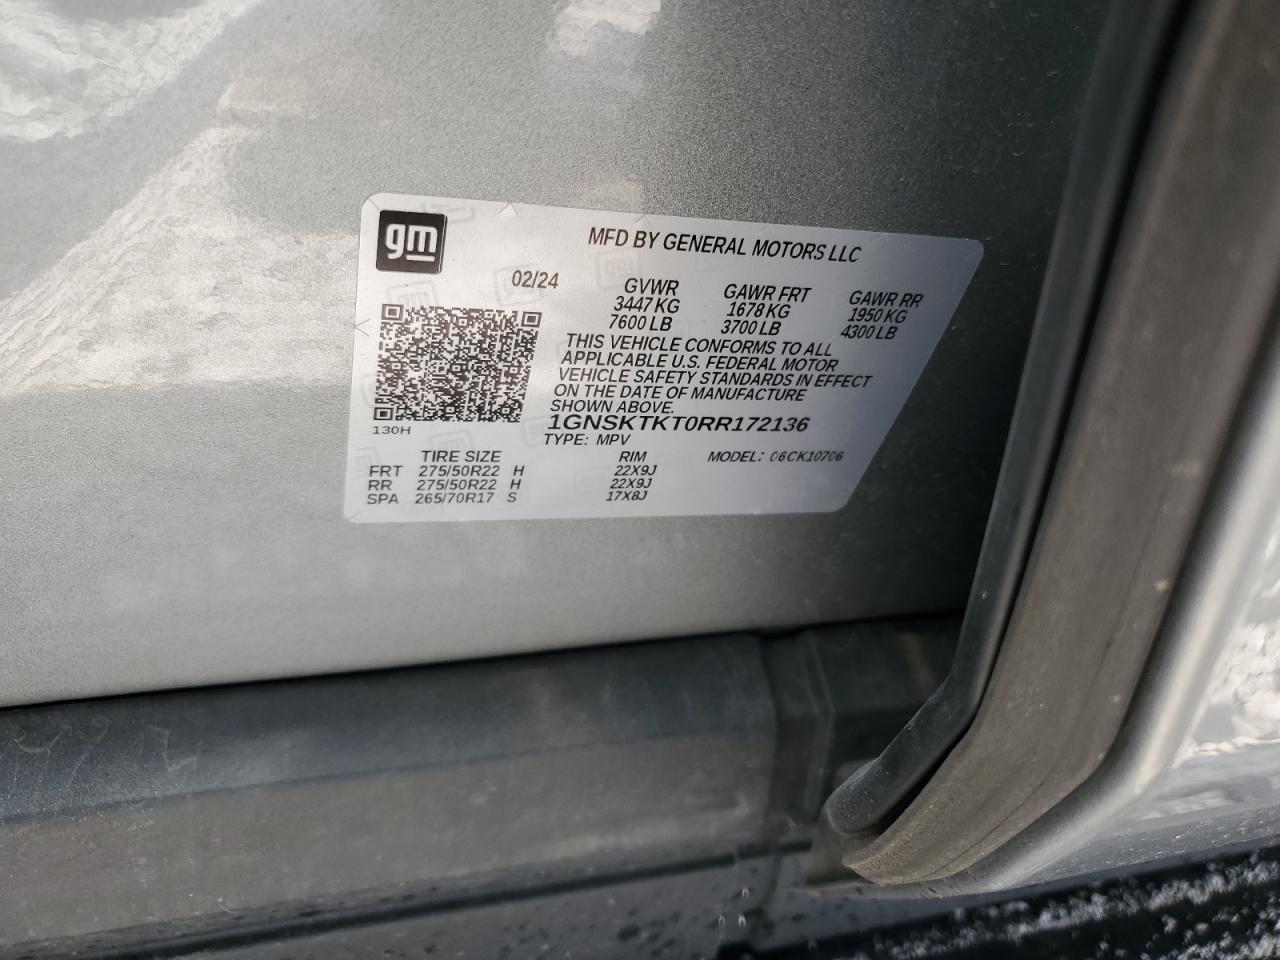 gm
MFD BY GENERAL MOTORS LLC
02/24 GVWR GAWR FRT GAWR RR
3447 KG 1678 KG 1950 KG
7600 LB 3700 LB 4300 LB
THIS VEHICLE CONFORMS TO ALL
APPLICABLE U.S. FEDERAL MOTOR
VEHICLE SAFETY STANDARDS IN EFFECT
ON THE DATE OF MANUFACTURE
SHOWN ABOVE.
1GNSKTKT0RR172136
130H
TYPE: MPV
TIRE SIZE RIM MODEL: 06CK10706
FRT 275/50R22 H 22X9J
RR 275/50R22 H 22X9J
SPA 265/70R17 S 17X8J